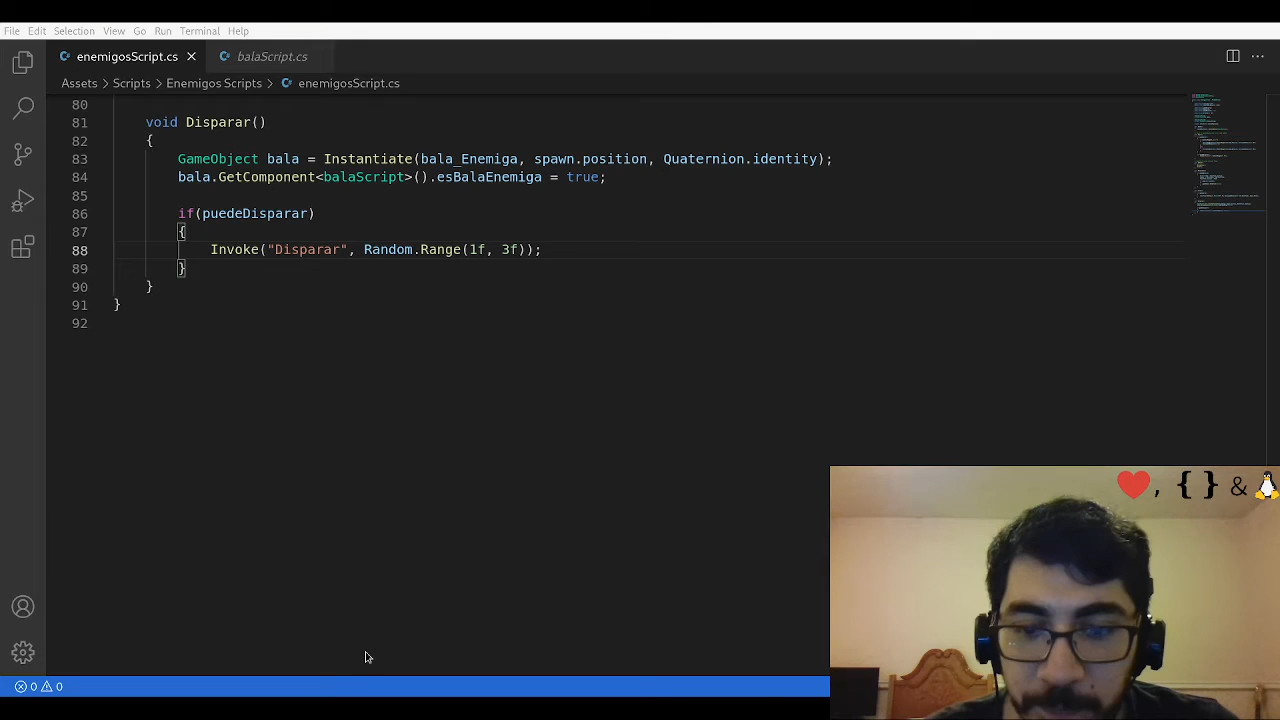 File Edit Selection View Go Run Terminal Help
enemigosScript.cs balaScript.cs
Assets > Scripts > Enemigos Scripts > enemigosScript.cs
80
81 void Disparar()
82 {
83 GameObject bala = Instantiate(bala_Enemiga, spawn.position, Quaternion.identity);
84 bala.GetComponent<balaScript>().esBalaEnemiga = true;
85
86 if(puedeDisparar)
87 {
88 Invoke("Disparar", Random.Range(1f, 3f));
89 }
90 }
91 }
92
, { } &
0 0